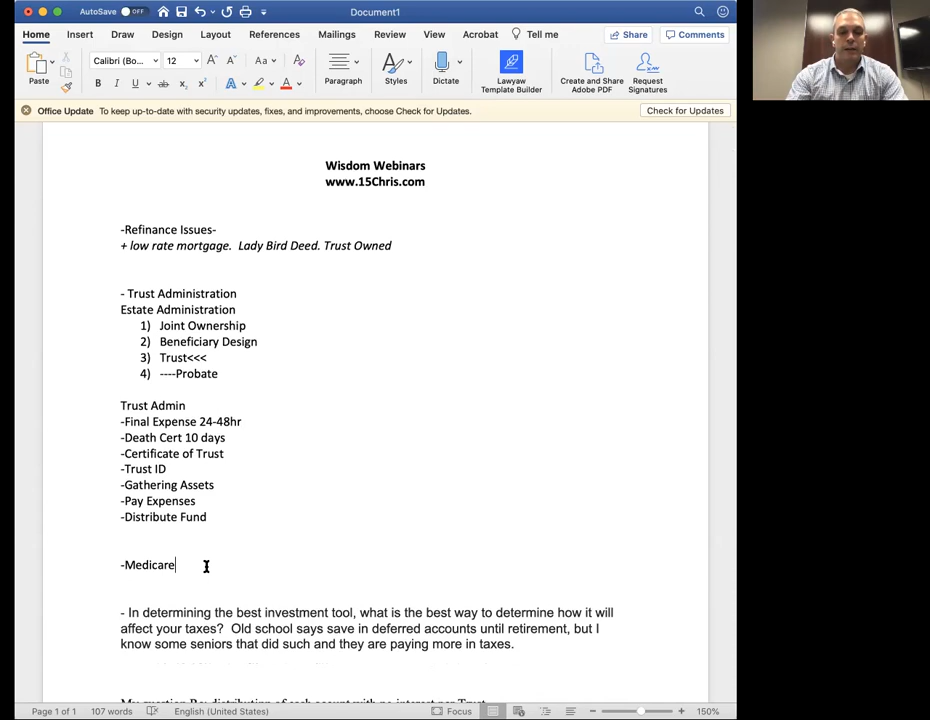 AutoSave OFF Document1
Home Insert Draw Design Layout References Mailings Review View Acrobat Tell me Share Comments
Calibri (Bo... 12 A A Aa A
Paste B I U ab x₂ x² A A Paragraph Styles Dictate Lawyaw Template Builder Create and Share Adobe PDF Request Signatures
Office Update To keep up-to-date with security updates, fixes, and improvements, choose Check for Updates. Check for Updates
Wisdom Webinars
www.15Chris.com
-Refinance Issues-
+ low rate mortgage. Lady Bird Deed. Trust Owned
- Trust Administration
Estate Administration
1) Joint Ownership
2) Beneficiary Design
3) Trust<<<
4) ----Probate
Trust Admin
-Final Expense 24-48hr
-Death Cert 10 days
-Certificate of Trust
-Trust ID
-Gathering Assets
-Pay Expenses
-Distribute Fund
-Medicare
- In determining the best investment tool, what is the best way to determine how it will
affect your taxes? Old school says save in deferred accounts until retirement, but I
know some seniors that did such and they are paying more in taxes.
Page 1 of 1 107 words English (United States) Focus 150%